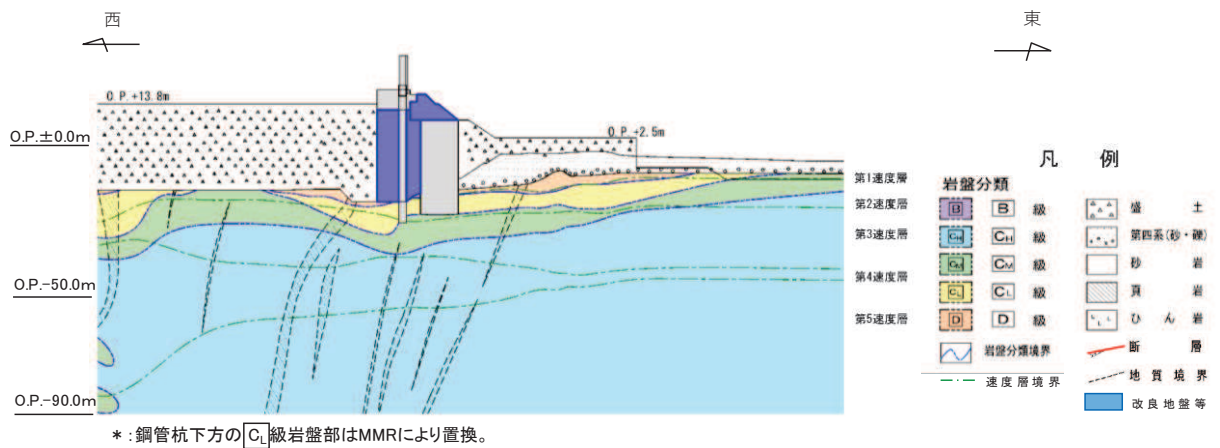 西
東
O.P.+13.8m
O.P.±0.0m
O.P.+2.5m
O.P.-50.0m
O.P.-90.0m
第1速度層
第2速度層
第3速度層
第4速度層
第5速度層
凡 例
岩盤分類
B B 級
CH CH 級
CM CM 級
CL CL 級
D D 級
岩盤分類境界
速度層境界
盛 土
第四系(砂・礫)
砂 岩
頁 岩
ひ ん 岩
断 層
地 質 境 界
改 良 地 盤 等
*:鋼管杭下方のCL級岩盤部はMMRにより置換。